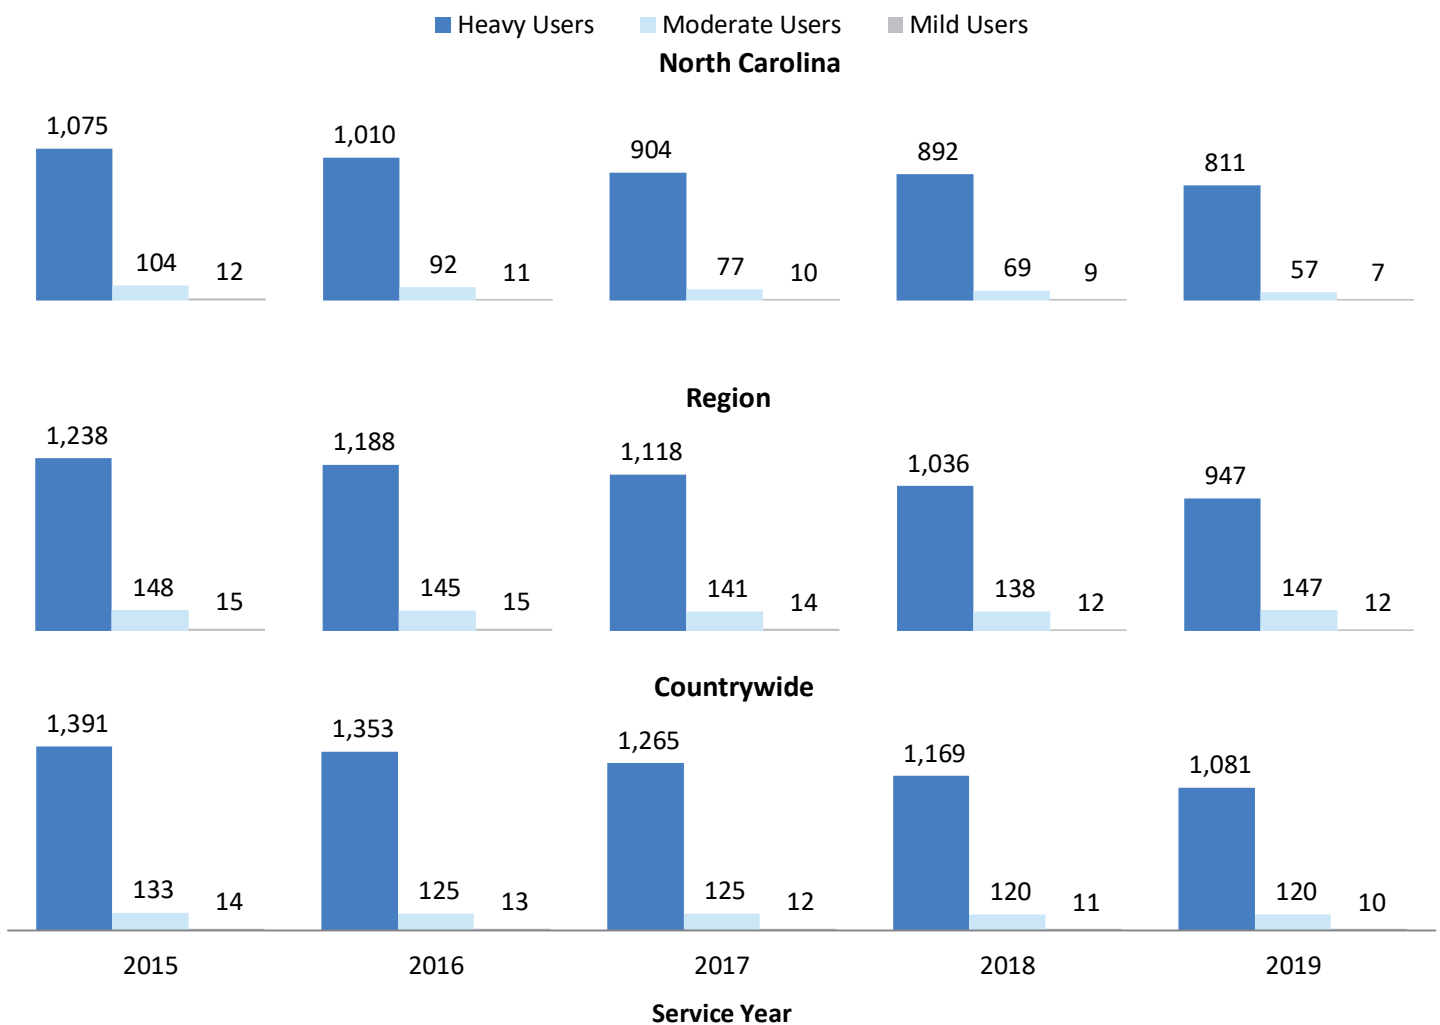 Heavy Users Moderate Users Mild Users
North Carolina
1,075 1,010 904 892 811
104 12 92 11 77 10 69 9 57 7
Region
1,238 1,188 1,118 1,036 947
148 15 145 15 141 14 138 12 147 12
Countrywide
1,391 1,353 1,265 1,169 1,081
133 14 125 13 125 12 120 11 120 10
2015 2016 2017 2018 2019
Service Year